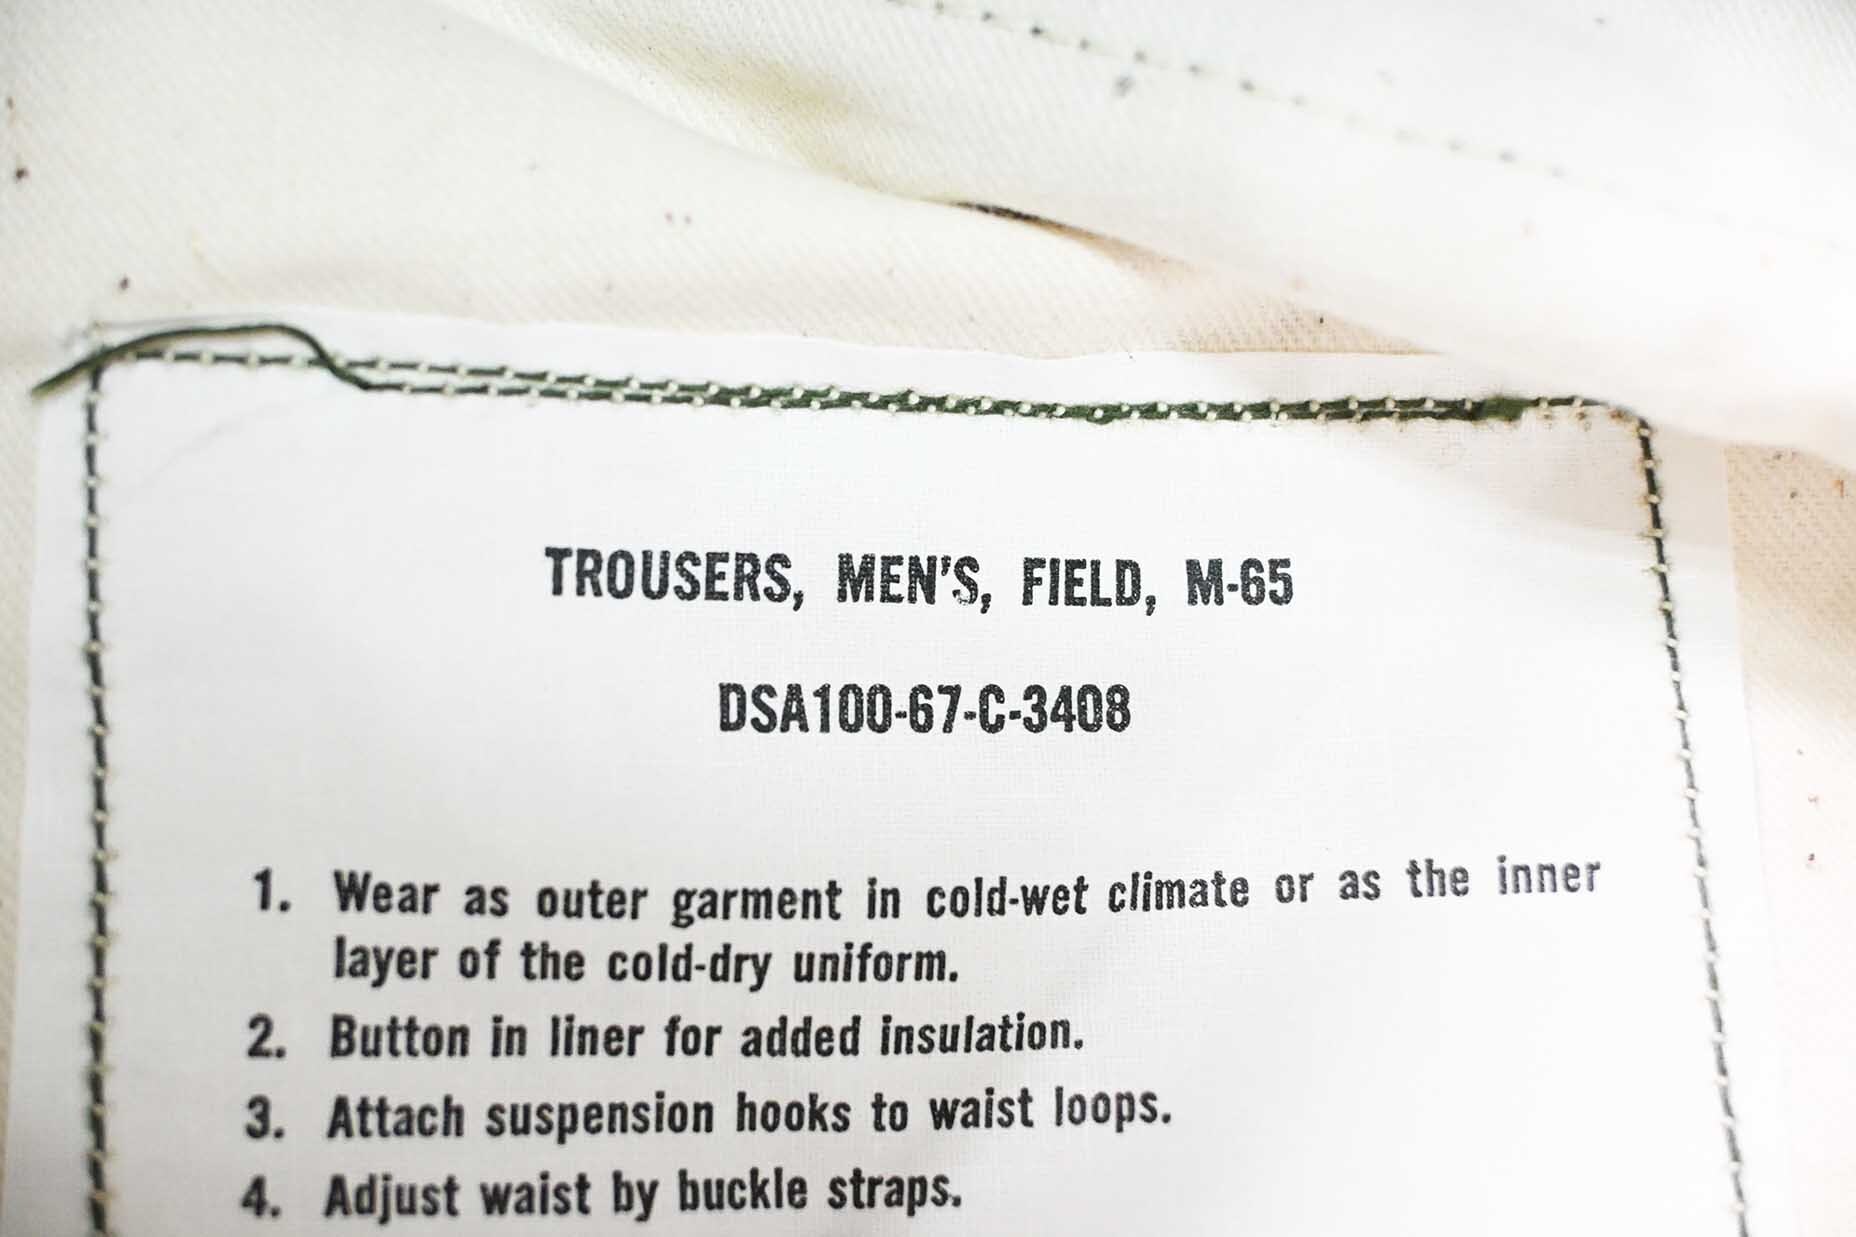 TROUSERS, MEN'S, FIELD, M-65
DSA100-67-C-3408
1. Wear as outer garment in cold-wet climate or as the inner
layer of the cold-dry uniform.
2. Button in liner for added insulation.
3. Attach suspension hooks to waist loops.
4. Adjust waist by buckle straps.